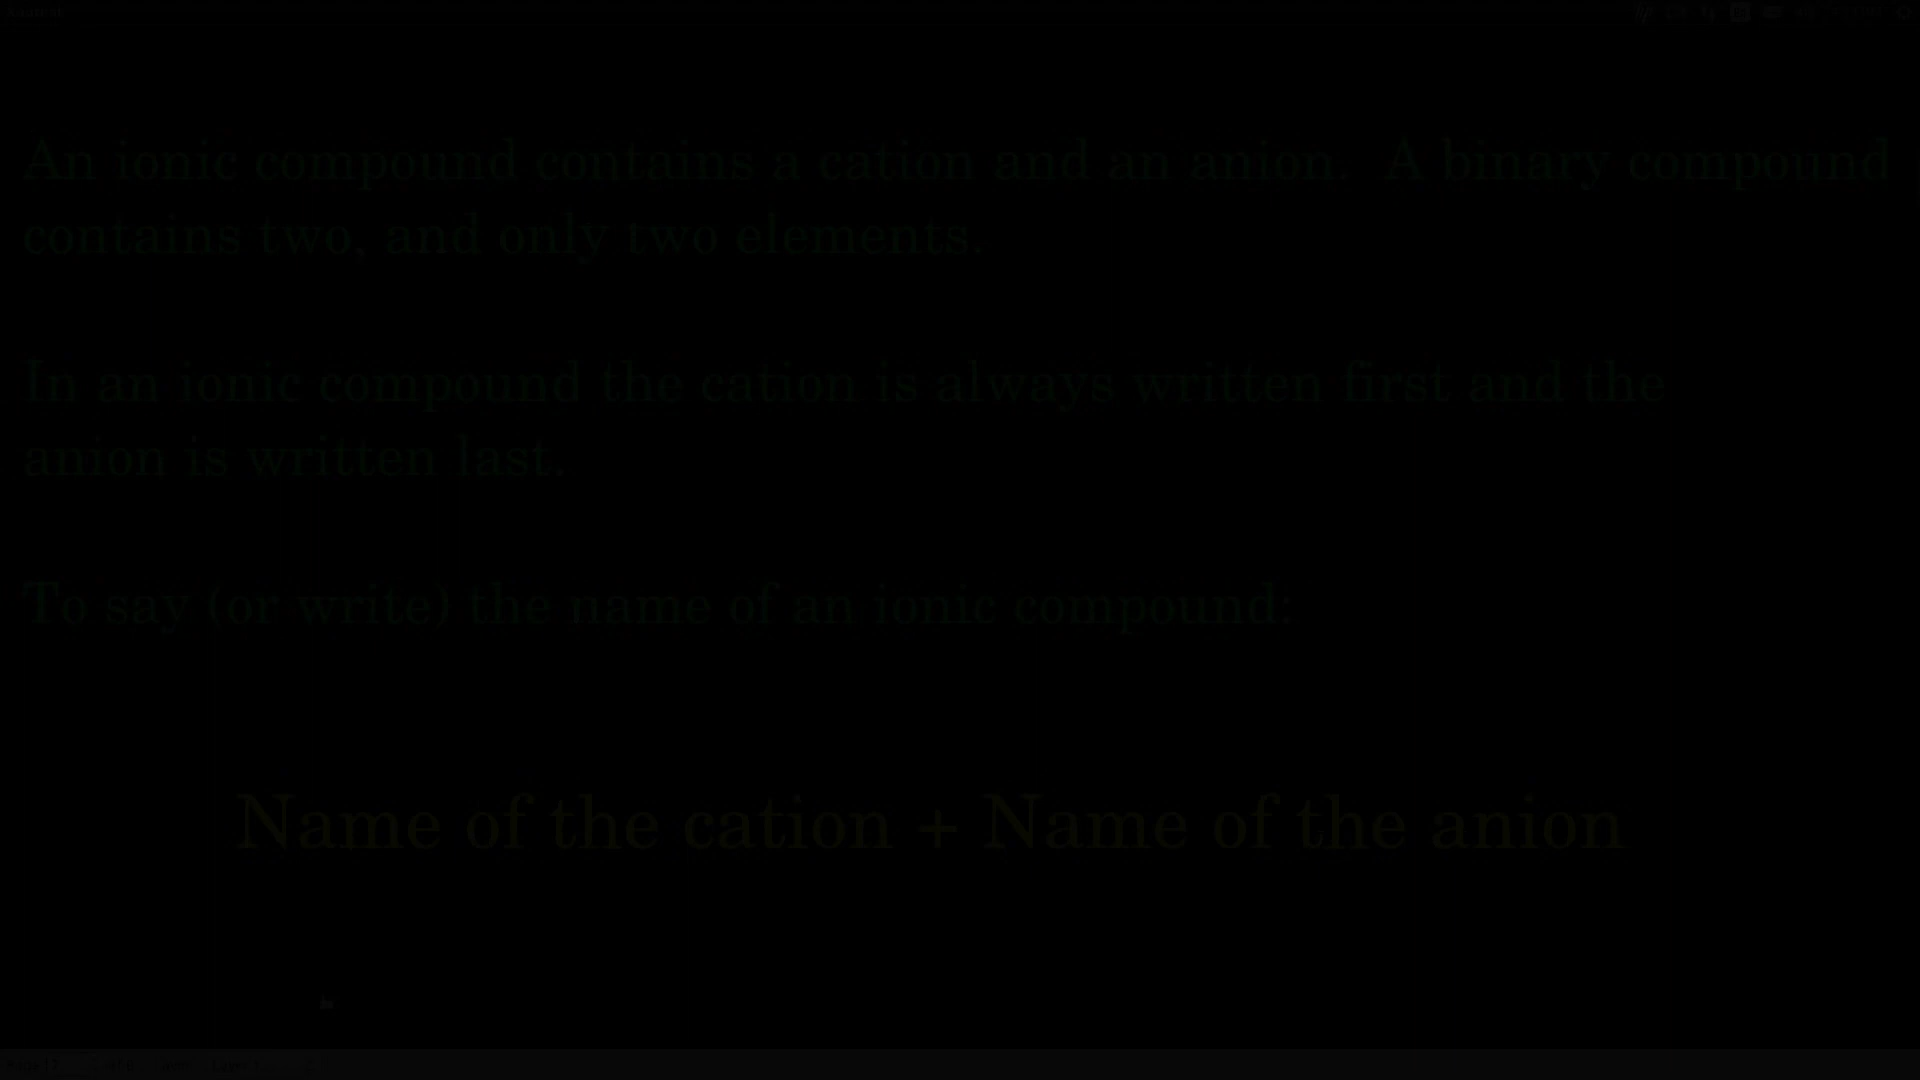 An ionic compound contains a cation and an anion. A binary compound
contains two, and only two elements.
In an ionic compound the cation is always written first and the
anion is written last.
To say (or write) the name of an ionic compound:
Name of the cation + Name of the anion